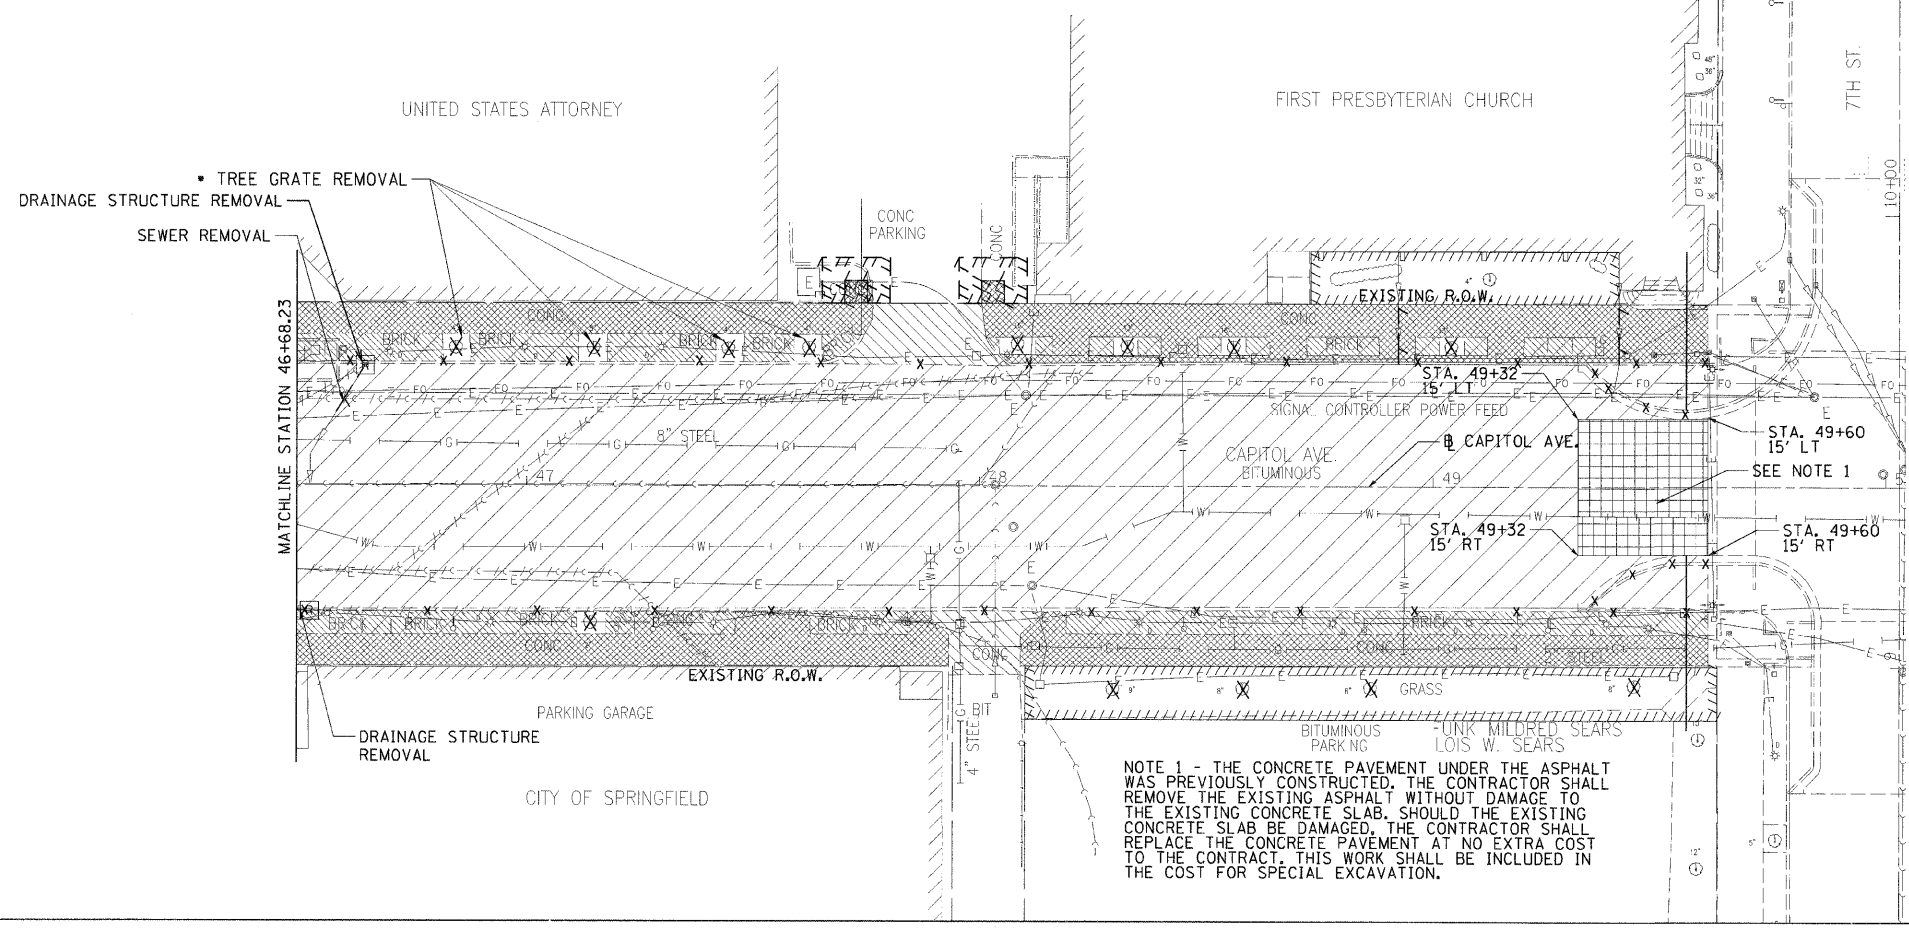 UNITED STATES ATTORNEY
FIRST PRESBYTERIAN CHURCH
7TH ST.
110+00
* TREE GRATE REMOVAL
DRAINAGE STRUCTURE REMOVAL
SEWER REMOVAL
CONC
PARKING
CONC
MATCHLINE STATION 46+68.23
EXISTING R.O.W.
CONC
CONC
BRICK
BRICK
BRICK
BRICK
BRICK
STA. 49+32
15' LT
SIGNAL CONTROLLER POWER FEED
8" STEEL
B CAPITOL AVE.
STA. 49+60
15' LT
CAPITOL AVE.
BITUMINOUS
SEE NOTE 1
47
48
49
STA. 49+32
15' RT
STA. 49+60
15' RT
BRICK
BRICK
BRICK
BRICK
CONC
CONC
CONC
STEEL
EXISTING R.O.W.
GRASS
PARKING GARAGE
BIT
4" STEEL
DRAINAGE STRUCTURE
REMOVAL
BITUMINOUS
PARKING
MILDRED SEARS
LOIS W. SEARS
CITY OF SPRINGFIELD
NOTE 1 - THE CONCRETE PAVEMENT UNDER THE ASPHALT
WAS PREVIOUSLY CONSTRUCTED. THE CONTRACTOR SHALL
REMOVE THE EXISTING ASPHALT WITHOUT DAMAGE TO
THE EXISTING CONCRETE SLAB. SHOULD THE EXISTING
CONCRETE SLAB BE DAMAGED, THE CONTRACTOR SHALL
REPLACE THE CONCRETE PAVEMENT AT NO EXTRA COST
TO THE CONTRACT. THIS WORK SHALL BE INCLUDED IN
THE COST FOR SPECIAL EXCAVATION.